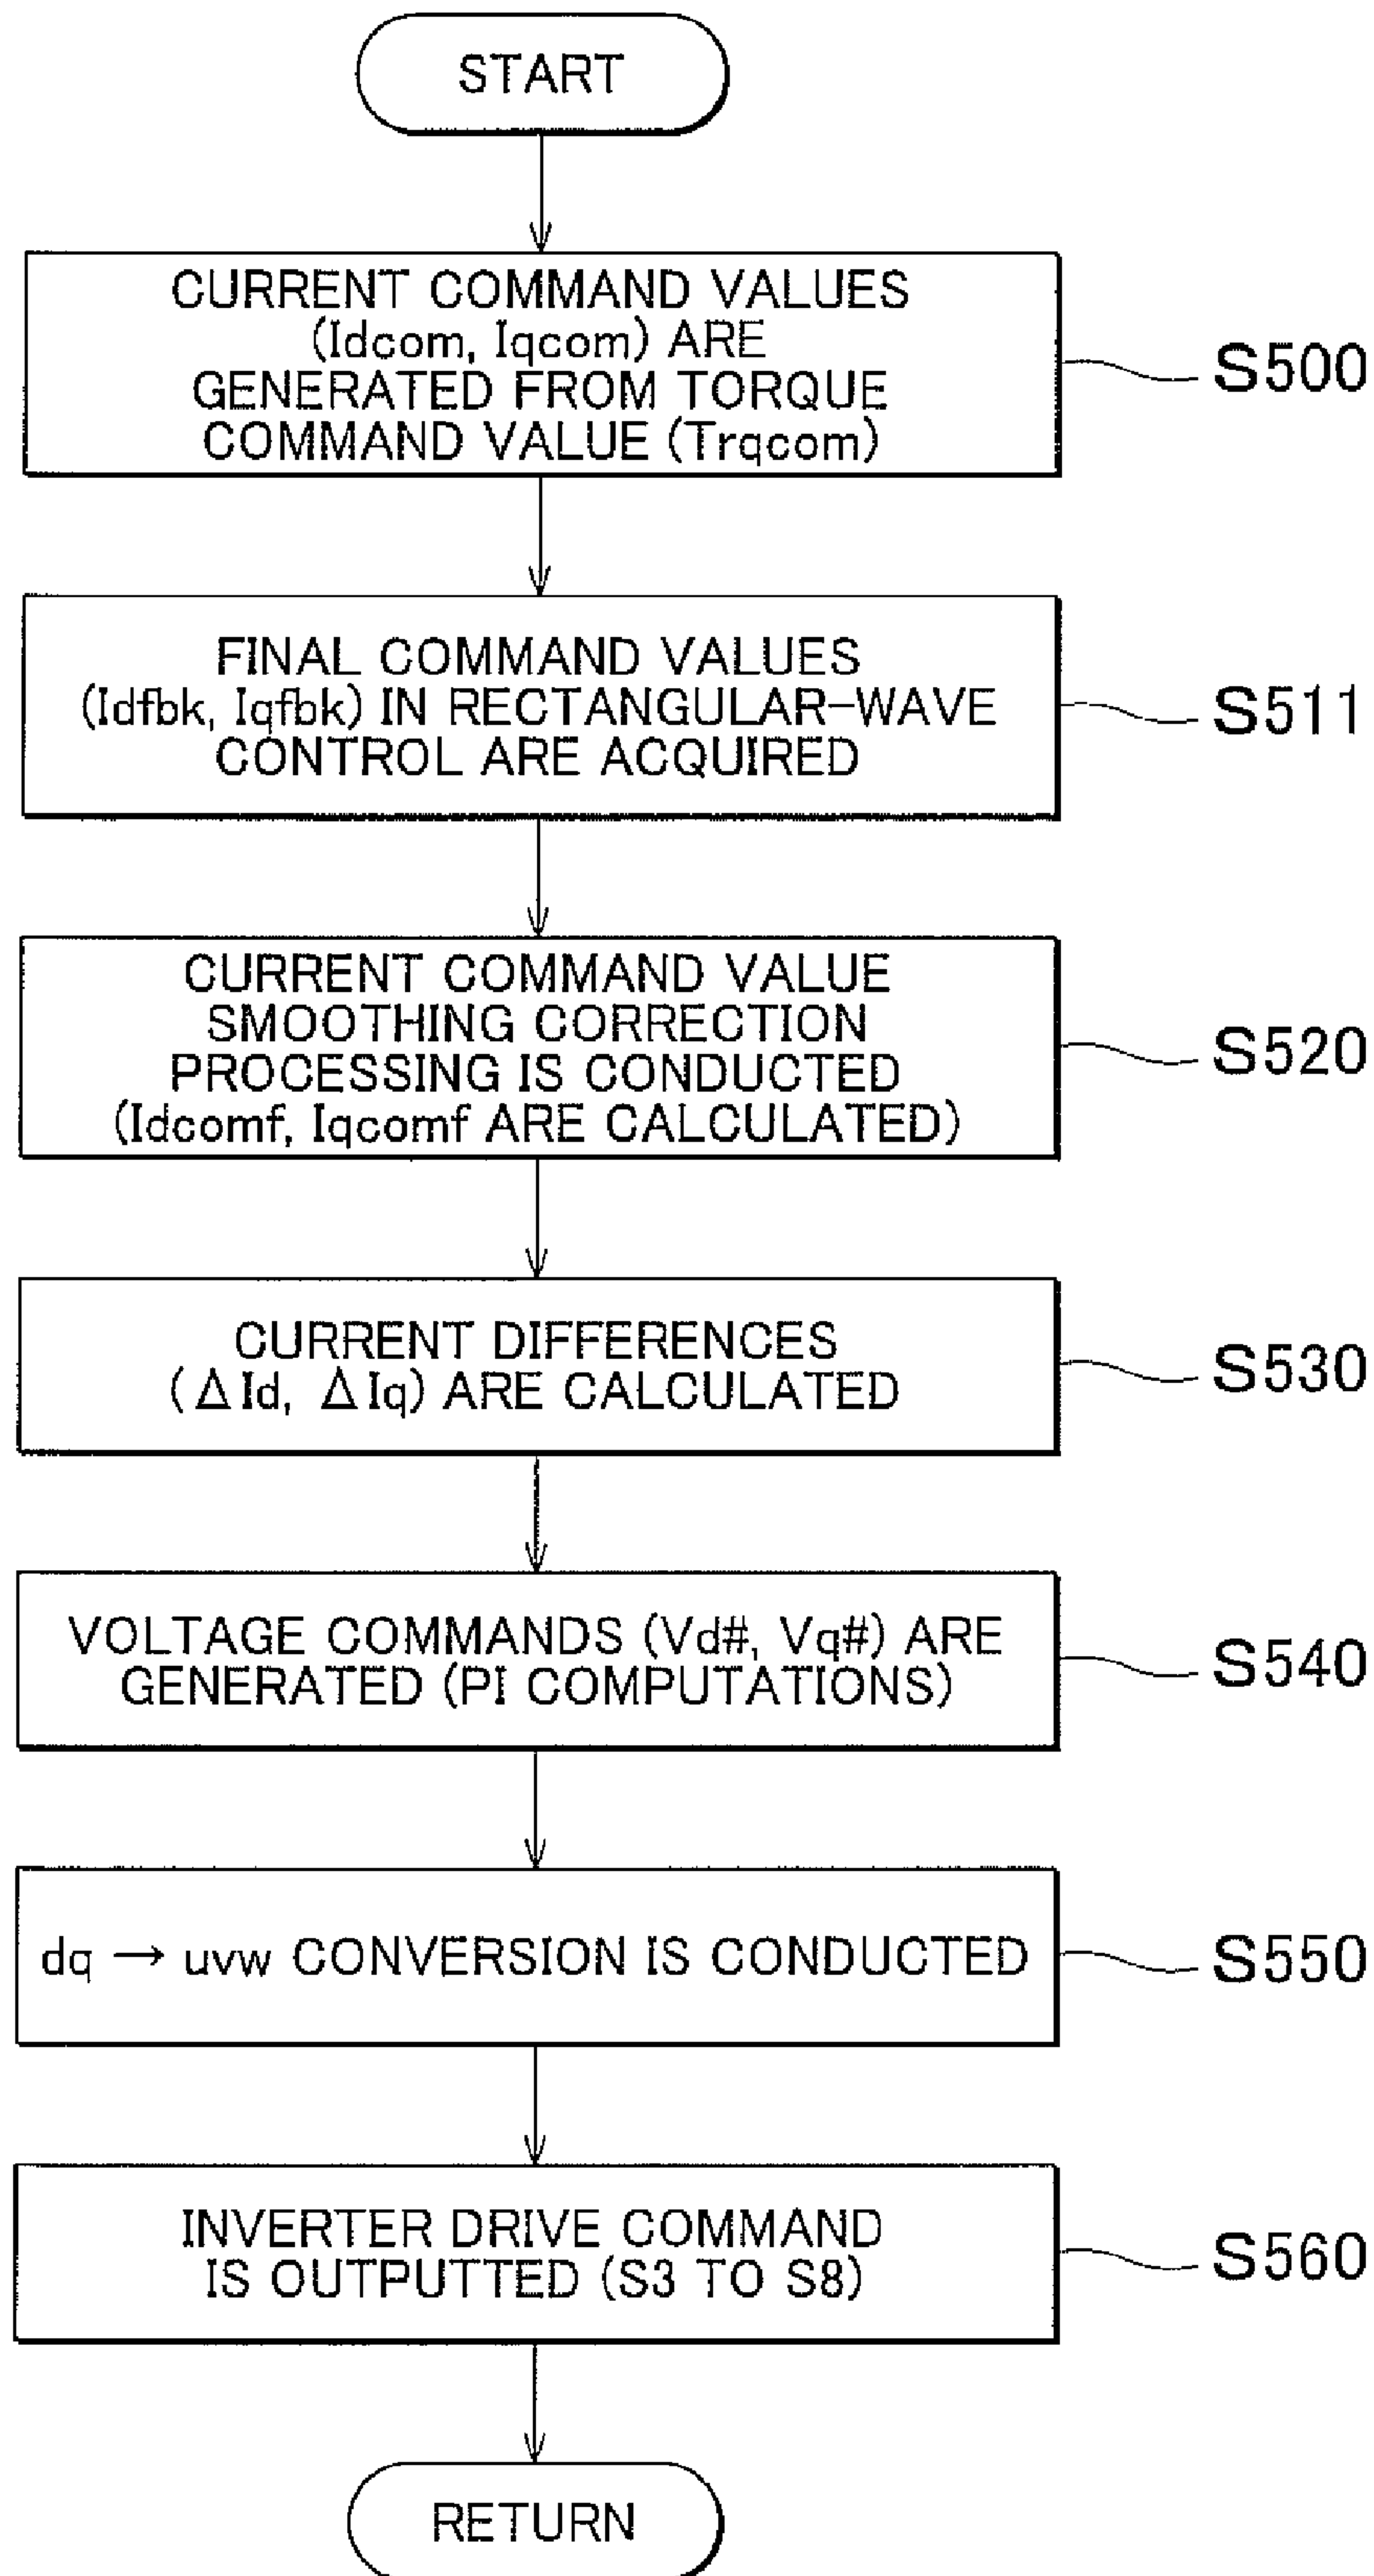 START
CURRENT COMMAND VALUES
(Idcom, Iqcom) ARE
GENERATED FROM TORQUE
COMMAND VALUE (Trqcom)
S500
FINAL COMMAND VALUES
(Idfbk, Iqfbk) IN RECTANGULAR-WAVE
CONTROL ARE ACQUIRED
S511
CURRENT COMMAND VALUE
SMOOTHING CORRECTION
PROCESSING IS CONDUCTED
(Idcomf, Iqcomf ARE CALCULATED)
S520
CURRENT DIFFERENCES
(ΔId, ΔIq) ARE CALCULATED
S530
VOLTAGE COMMANDS (Vd#, Vq#) ARE
GENERATED (PI COMPUTATIONS)
S540
dq → uvw CONVERSION IS CONDUCTED
S550
INVERTER DRIVE COMMAND
IS OUTPUTTED (S3 TO S8)
S560
RETURN